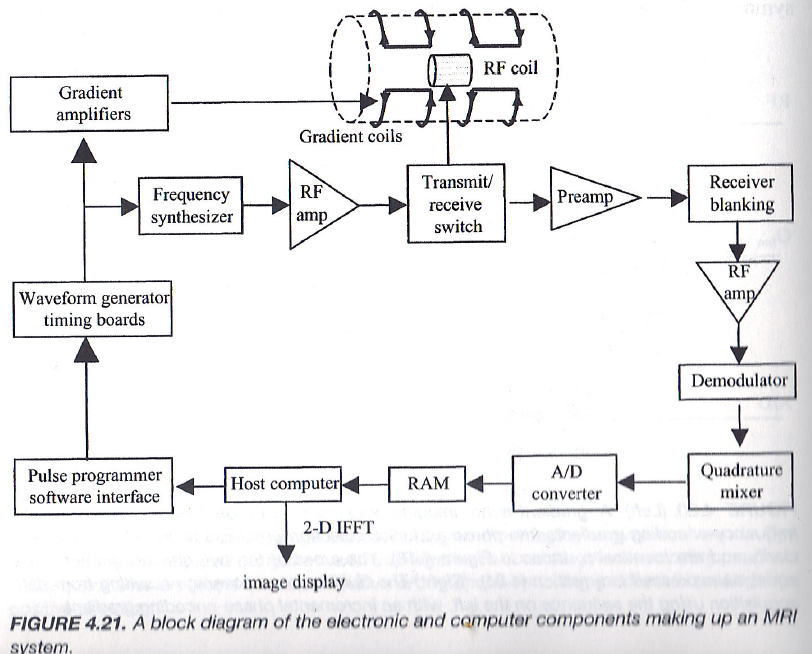 RF coil
Gradient
amplifiers
Gradient coils
Frequency
synthesizer
RF
amp
Transmit/
receive
switch
Preamp
Receiver
blanking
RF
amp
Waveform generator
timing boards
Demodulator
Pulse programmer
software interface
Host computer
RAM
A/D
converter
Quadrature
mixer
2-D IFFT
image display
FIGURE 4.21. A block diagram of the electronic and computer components making up an MRI
system.